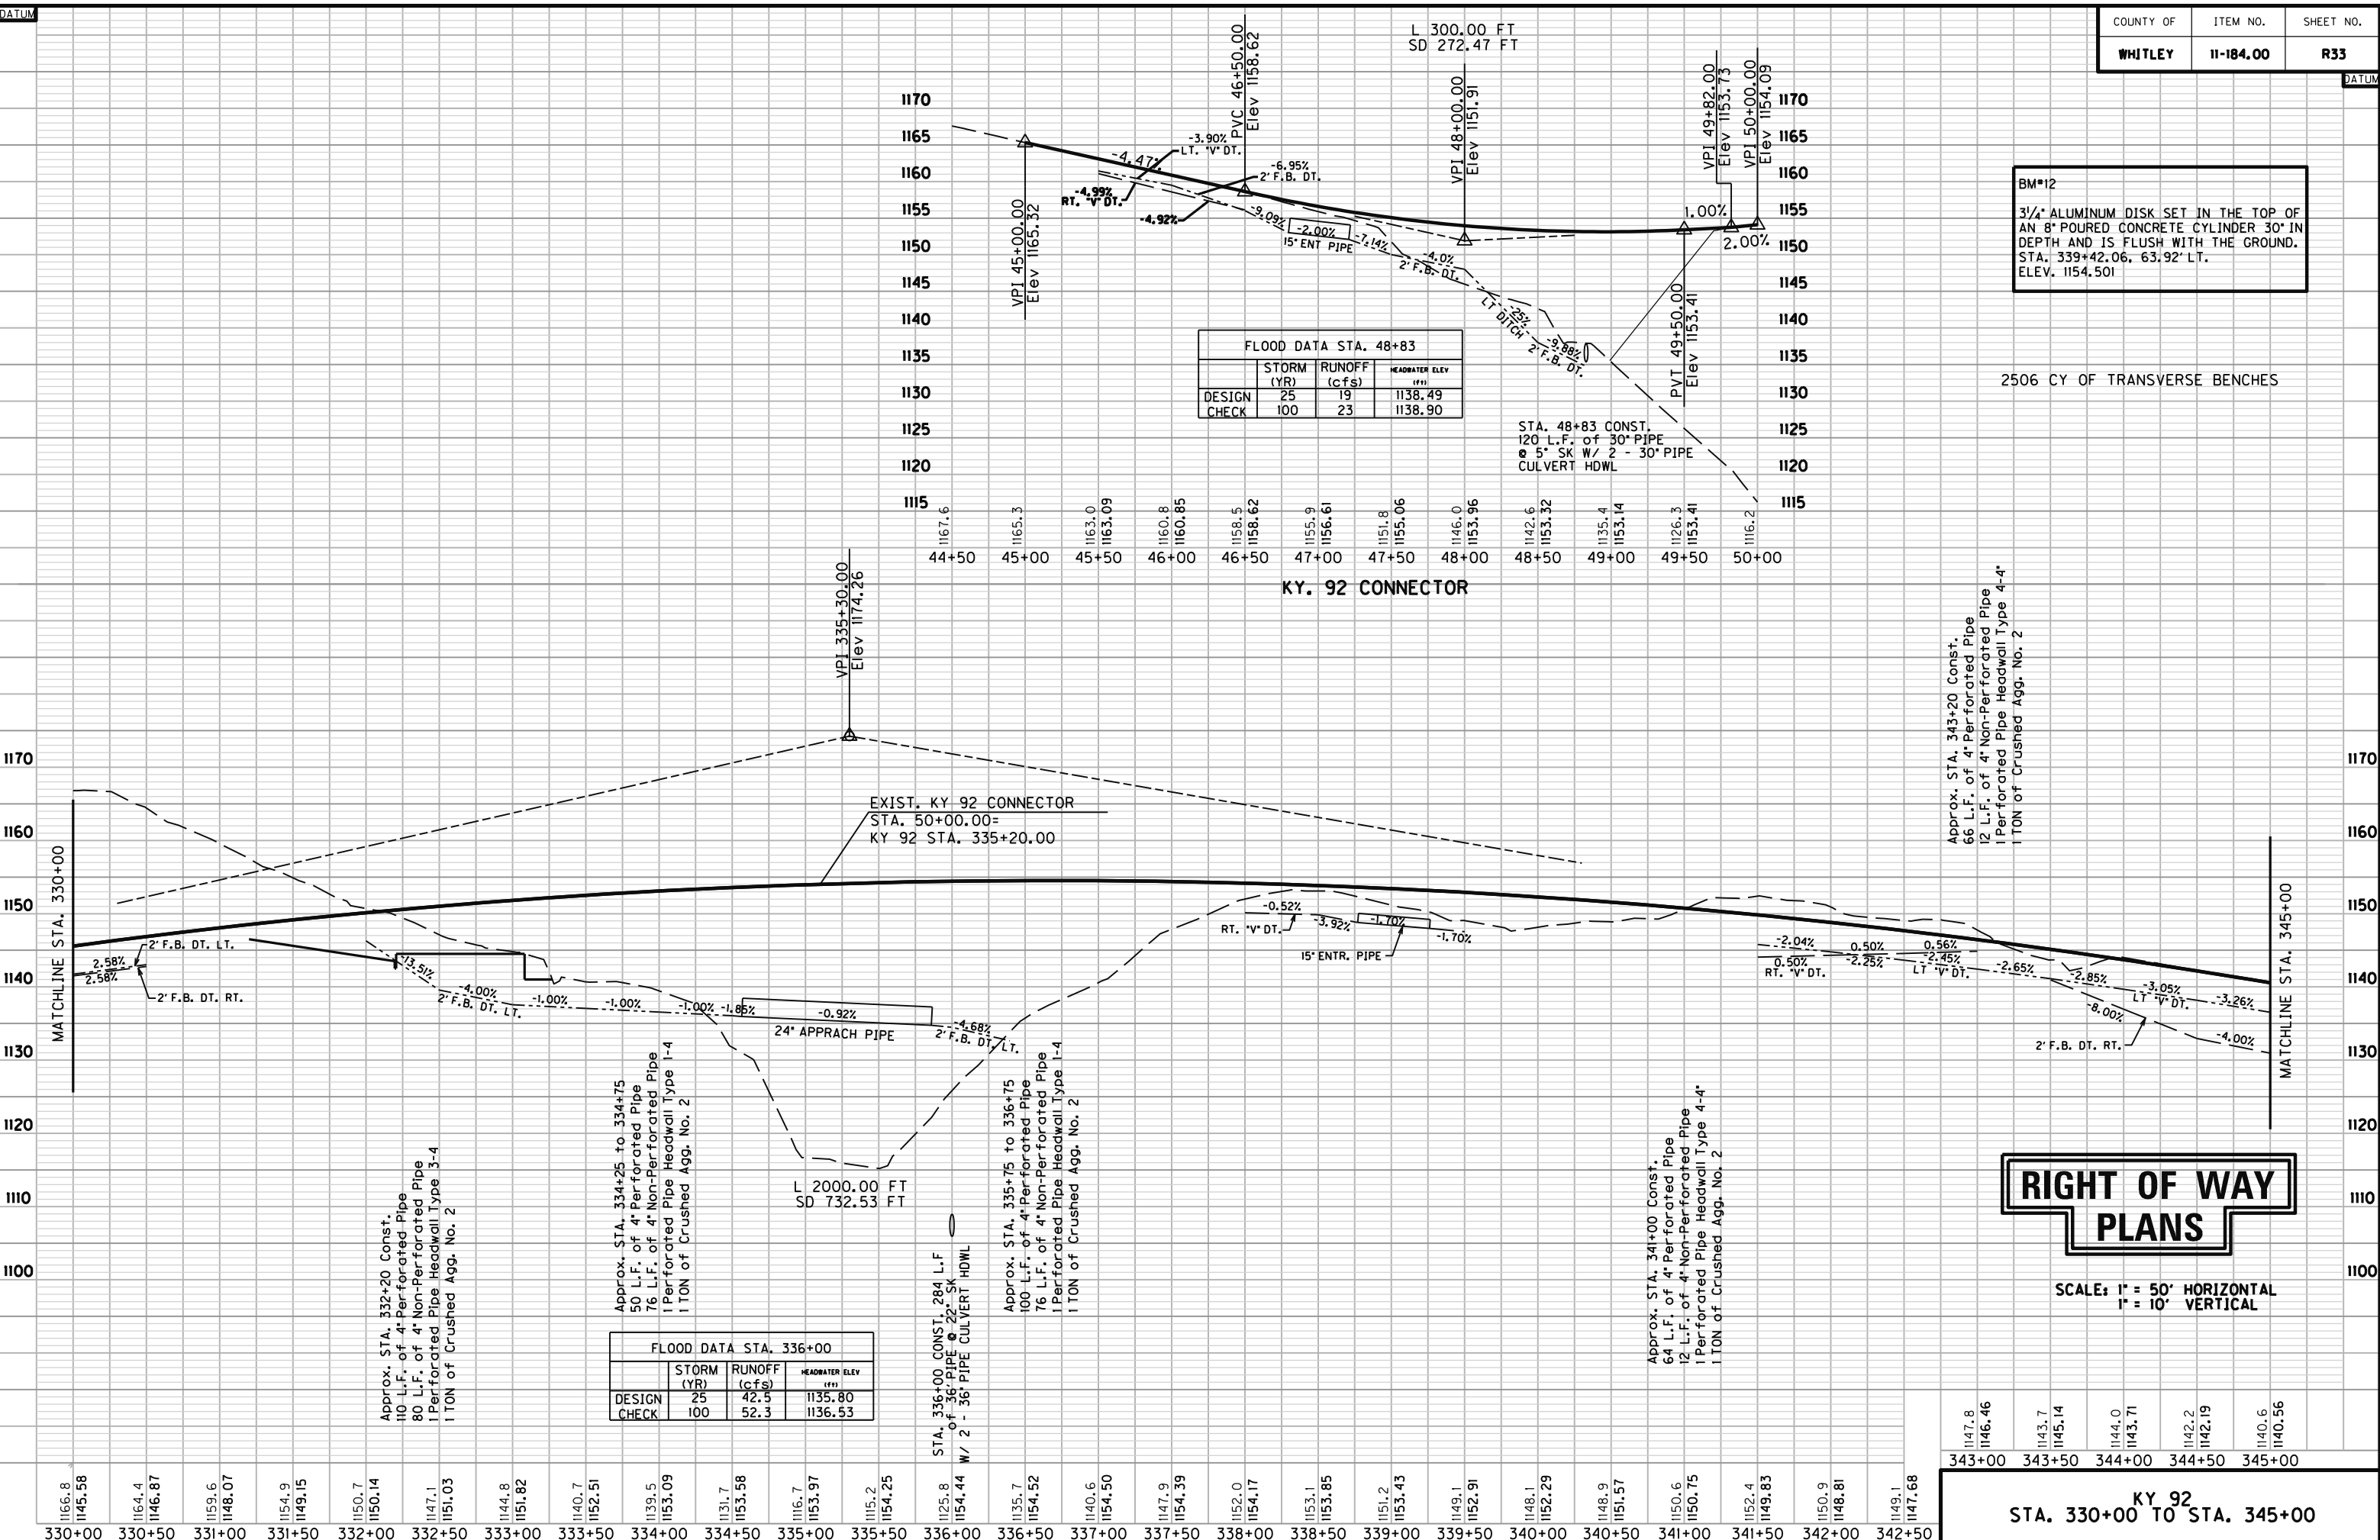 DATUM
COUNTY OF
ITEM NO.
SHEET NO.
WHITLEY
11-184.00
R33
DATUM
L 300.00 FT
SD 272.47 FT
PVC 46+50.00
Elev 1158.62
VPI 48+00.00
Elev 1151.91
VPI 49+82.00
Elev 1153.73
VPI 50+00.00
Elev 1154.09
VPI 45+00.00
Elev 1165.32
PVT 49+50.00
Elev 1153.41
1170
1165
1160
1155
1150
1145
1140
1135
1130
1125
1120
1115
1170
1165
1160
1155
1150
1145
1140
1135
1130
1125
1120
1115
-4.47%
-3.90%
LT. "V" DT.
-6.95%
2' F.B. DT.
-4.99%
RT. "V" DT.
-4.92%
-9.09%
-2.00%
15" ENT PIPE
-7.14%
-4.0%
2' F.B. DT.
-25%
LT DITCH
-9.88%
2' F.B. DT.
1.00%
2.00%
BM#12
3¼" ALUMINUM DISK SET IN THE TOP OF
AN 8" POURED CONCRETE CYLINDER 30" IN
DEPTH AND IS FLUSH WITH THE GROUND.
STA. 339+42.06, 63.92' LT.
ELEV. 1154.501
2506 CY OF TRANSVERSE BENCHES
FLOOD DATA STA. 48+83
STORM (YR) RUNOFF (cfs) HEADWATER ELEV (ft)
DESIGN 25 19 1138.49
CHECK 100 23 1138.90
STA. 48+83 CONST.
120 L.F. of 30" PIPE
@ 5° SK W/ 2 - 30" PIPE
CULVERT HDWL
1167.6
1165.3
1163.0
1163.09
1160.8
1160.85
1158.5
1158.62
1155.9
1156.61
1151.8
1155.06
1146.0
1153.96
1142.6
1153.32
1135.4
1153.14
1126.3
1153.41
1116.2
44+50 45+00 45+50 46+00 46+50 47+00 47+50 48+00 48+50 49+00 49+50 50+00
KY. 92 CONNECTOR
VPI 335+30.00
Elev 1174.26
EXIST. KY 92 CONNECTOR
STA. 50+00.00=
KY 92 STA. 335+20.00
Approx. STA. 343+20 Const.
66 L.F. of 4" Perforated Pipe
12 L.F. of 4" Non-Perforated Pipe
1 Perforated Pipe Headwall Type 4-4"
1 TON of Crushed Agg. No. 2
1170
1160
1150
1140
1130
1120
1110
1100
1170
1160
1150
1140
1130
1120
1110
1100
MATCHLINE STA. 330+00
MATCHLINE STA. 345+00
2.58%
2.58%
2' F.B. DT. LT.
2' F.B. DT. RT.
-13.51%
-4.00%
2' F.B. DT. LT.
-1.00%
-1.00%
-1.00%
-1.85%
-0.92%
24" APPRACH PIPE
-4.68%
2' F.B. DT. LT.
-0.52%
RT. "V" DT.
-3.92%
-1.70%
15" ENTR. PIPE
-1.70%
-2.04%
0.50%
0.56%
0.50%
RT. "V" DT.
-2.25%
-2.45%
LT "V" DT.
-2.65%
-2.85%
-3.05%
LT "V" DT.
-3.26%
-8.00%
2' F.B. DT. RT.
-4.00%
L 2000.00 FT
SD 732.53 FT
Approx. STA. 332+20 Const.
110 L.F. of 4" Perforated Pipe
80 L.F. of 4" Non-Perforated Pipe
1 Perforated Pipe Headwall Type 3-4
1 TON of Crushed Agg. No. 2
Approx. STA. 334+25 to 334+75
50 L.F. of 4" Perforated Pipe
76 L.F. of 4" Non-Perforated Pipe
1 Perforated Pipe Headwall Type 1-4
1 TON of Crushed Agg. No. 2
STA. 336+00 CONST. 284 L.F
of 36" PIPE @ 22° SK
W/ 2 - 36" PIPE CULVERT HDWL
Approx. STA. 335+75 to 336+75
100 L.F. of 4" Perforated Pipe
76 L.F. of 4" Non-Perforated Pipe
1 Perforated Pipe Headwall Type 1-4
1 TON of Crushed Agg. No. 2
Approx. STA. 341+00 Const.
64 L.F. of 4" Perforated Pipe
12 L.F. of 4" Non-Perforated Pipe
1 Perforated Pipe Headwall Type 4-4"
1 TON of Crushed Agg. No. 2
FLOOD DATA STA. 336+00
STORM (YR) RUNOFF (cfs) HEADWATER ELEV (ft)
DESIGN 25 42.5 1135.80
CHECK 100 52.3 1136.53
RIGHT OF WAY
PLANS
SCALE: 1" = 50' HORIZONTAL
1" = 10' VERTICAL
1147.8
1146.46
1143.7
1145.14
1144.0
1143.71
1142.2
1142.19
1140.6
1140.56
343+00 343+50 344+00 344+50 345+00
1166.8
1145.58
1164.4
1146.87
1159.6
1148.07
1154.9
1149.15
1150.7
1150.14
1147.1
1151.03
1144.8
1151.82
1140.7
1152.51
1139.5
1153.09
1131.7
1153.58
1116.7
1153.97
1115.2
1154.25
1125.8
1154.44
1135.7
1154.52
1140.6
1154.50
1147.9
1154.39
1152.0
1154.17
1153.1
1153.85
1151.2
1153.43
1149.1
1152.91
1148.1
1152.29
1148.9
1151.57
1150.6
1150.75
1152.4
1149.83
1150.9
1148.81
1149.1
1147.68
330+00 330+50 331+00 331+50 332+00 332+50 333+00 333+50 334+00 334+50 335+00 335+50 336+00 336+50 337+00 337+50 338+00 338+50 339+00 339+50 340+00 340+50 341+00 341+50 342+00 342+50
KY 92
STA. 330+00 TO STA. 345+00